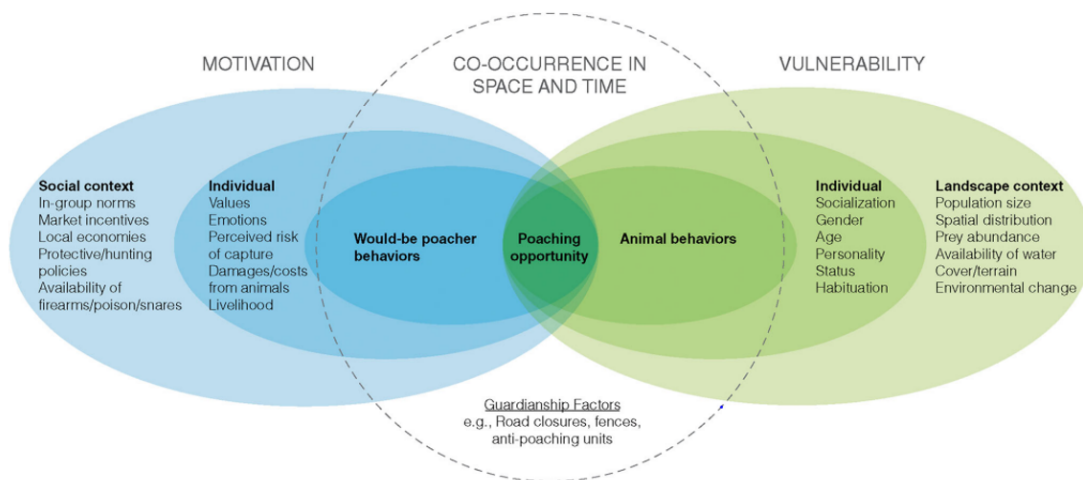 MOTIVATION
CO-OCCURRENCE IN
SPACE AND TIME
VULNERABILITY
Social context
In-group norms
Market incentives
Local economies
Protective/hunting
policies
Availability of
firearms/poison/snares
Individual
Values
Emotions
Perceived risk
of capture
Damages/costs
from animals
Livelihood
Would-be poacher
behaviors
Poaching
opportunity
Animal behaviors
Individual
Socialization
Gender
Age
Personality
Status
Habituation
Landscape context
Population size
Spatial distribution
Prey abundance
Availability of water
Cover/terrain
Environmental change
Guardianship Factors
e.g., Road closures, fences,
anti-poaching units